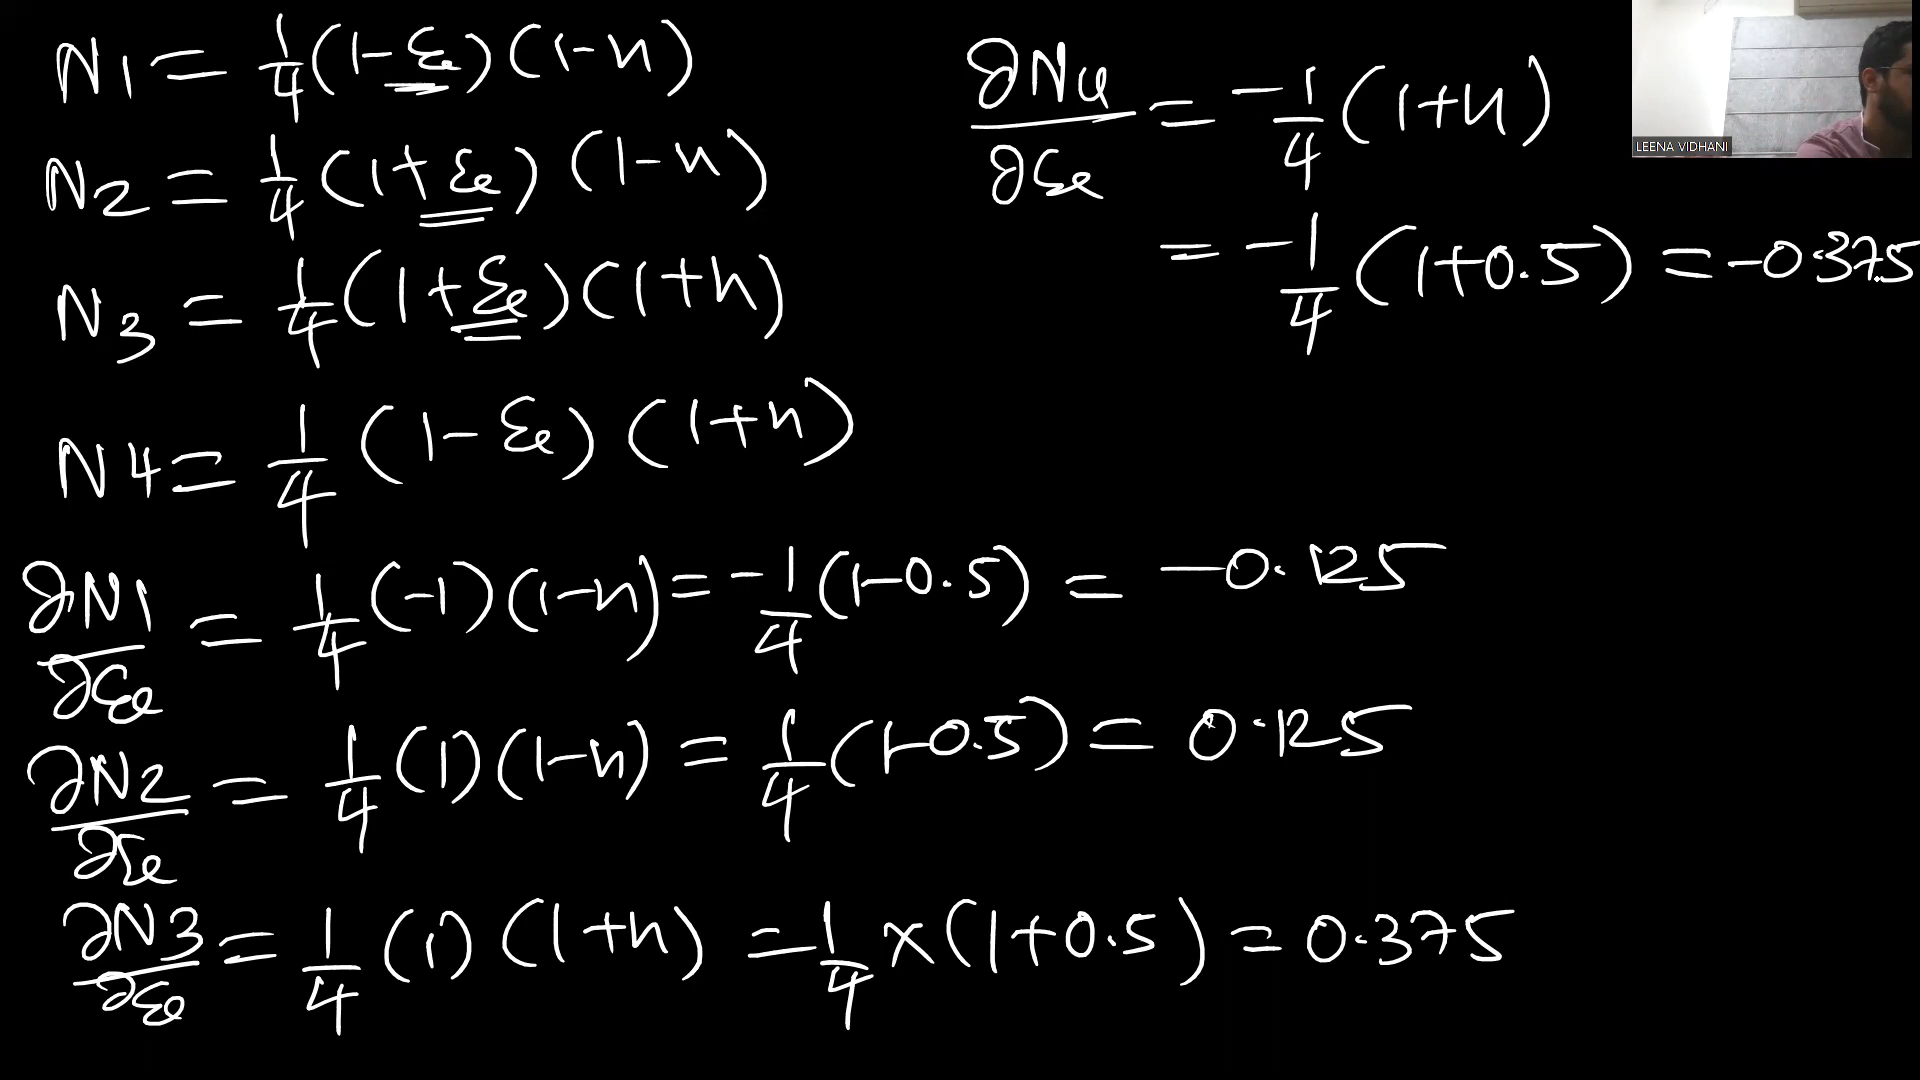 N1 = 1/4 (1-ξe)(1-η)
N2 = 1/4 (1+ξe)(1-η)
N3 = 1/4 (1+ξe)(1+η)
N4 = 1/4 (1-ξe)(1+η)
∂N1/∂ξe = 1/4 (-1)(1-η) = -1/4 (1-0.5) = -0.125
∂N2/∂ξe = 1/4 (1)(1-η) = 1/4 (1-0.5) = 0.125
∂N3/∂ξe = 1/4 (1)(1+η) = 1/4 × (1+0.5) = 0.375
∂N4/∂ξe = -1/4 (1+η)
= -1/4 (1+0.5) = -0.375
LEENA VIDHANI